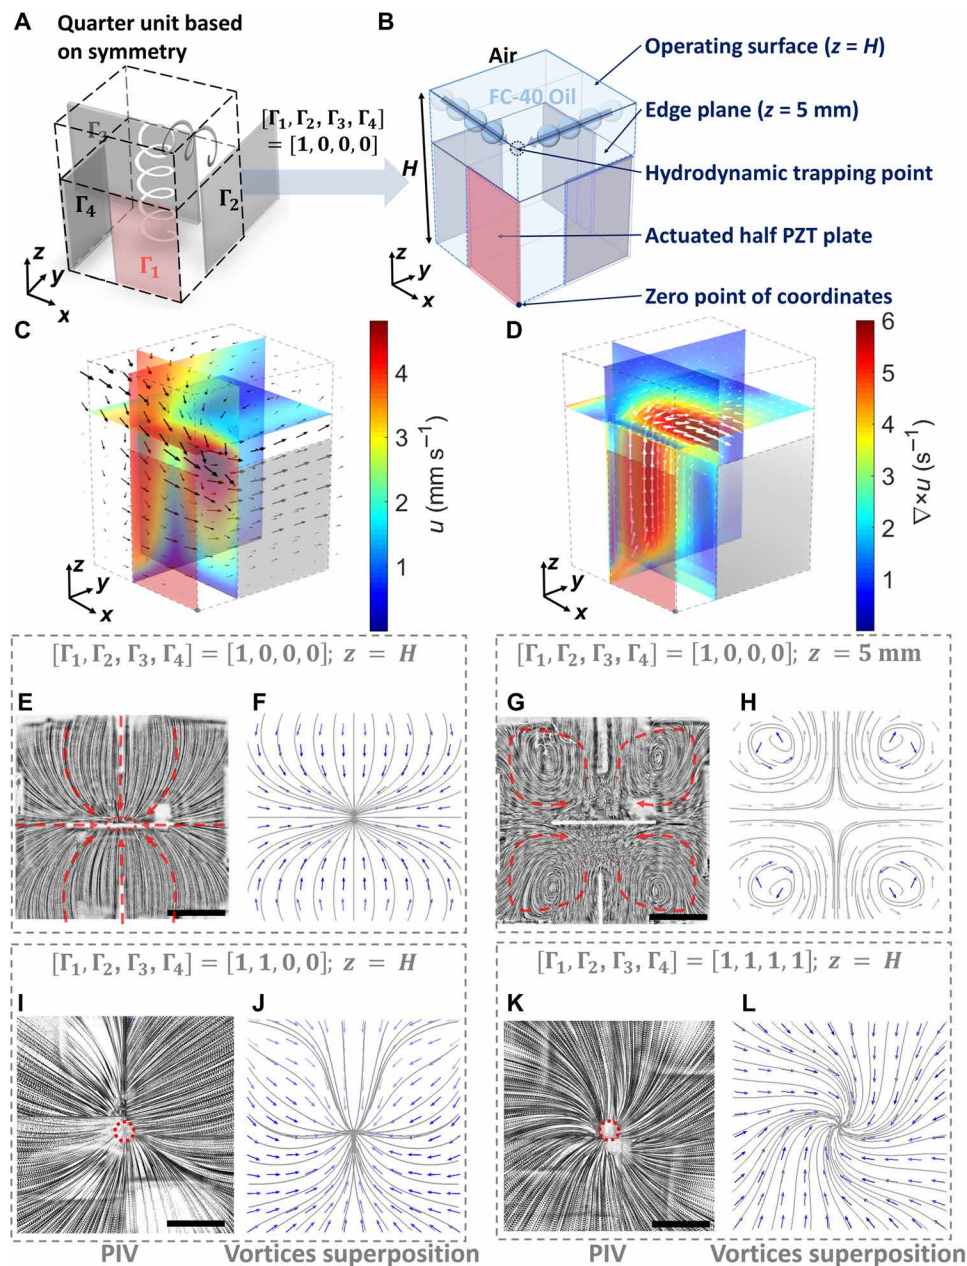 A
Quarter unit based
on symmetry
Γ₃
Γ₄
Γ₂
Γ₁
[Γ₁, Γ₂, Γ₃, Γ₄]
= [1, 0, 0, 0]
z
y
x
B
Air
FC-40 Oil
H
Operating surface (z = H)
Edge plane (z = 5 mm)
Hydrodynamic trapping point
Actuated half PZT plate
Zero point of coordinates
z
y
x
C
z
y
x
4
3
2
1
u (mm s⁻¹)
D
z
y
x
6
5
4
3
2
1
∇×u (s⁻¹)
[Γ₁, Γ₂, Γ₃, Γ₄] = [1, 0, 0, 0]; z = H
E
F
[Γ₁, Γ₂, Γ₃, Γ₄] = [1, 0, 0, 0]; z = 5 mm
G
H
[Γ₁, Γ₂, Γ₃, Γ₄] = [1, 1, 0, 0]; z = H
I
J
PIV
Vortices superposition
[Γ₁, Γ₂, Γ₃, Γ₄] = [1, 1, 1, 1]; z = H
K
L
PIV
Vortices superposition